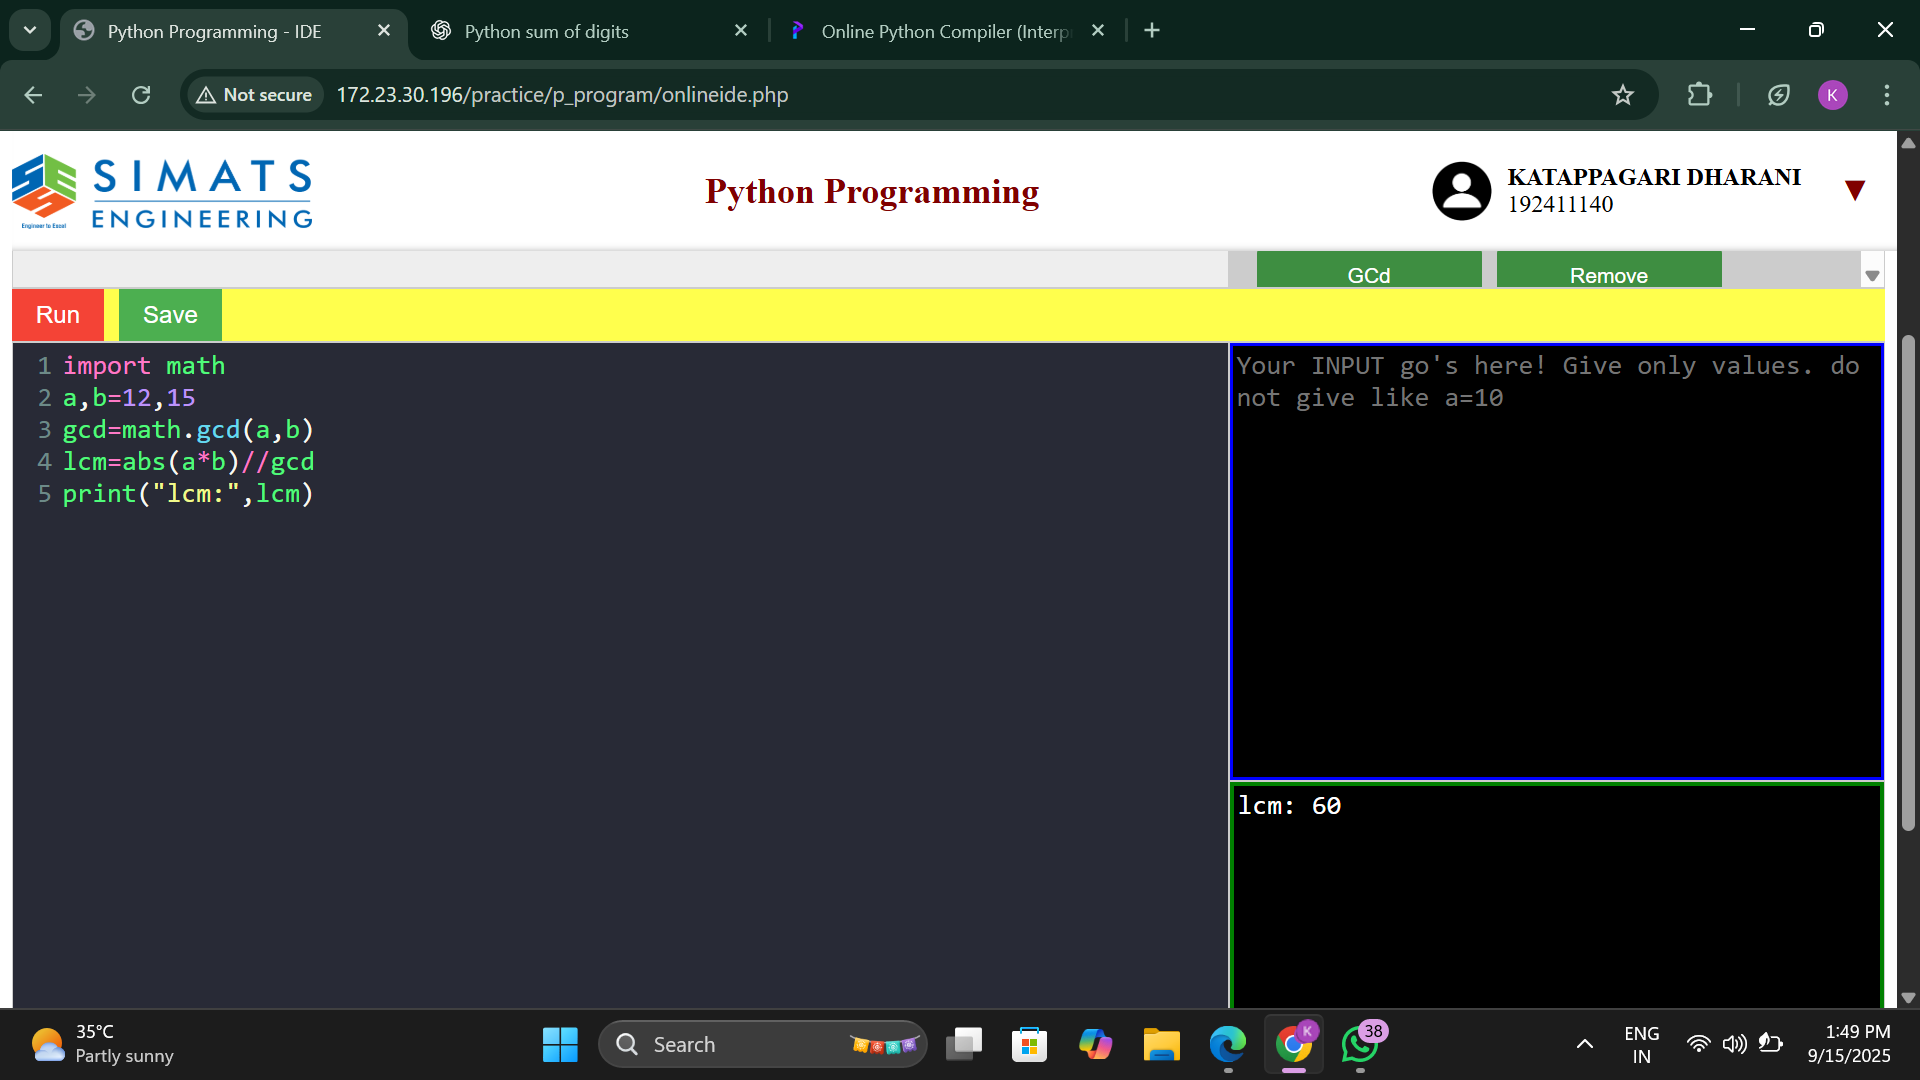 Python Programming - IDE
Python sum of digits
Online Python Compiler (Interp
Not secure
172.23.30.196/practice/p_program/onlineide.php
K
SIMATS
ENGINEERING
Engineer to Excel
Python Programming
KATAPPAGARI DHARANI
192411140
GCd
Remove
Run
Save
1 import math
2 a,b=12,15
3 gcd=math.gcd(a,b)
4 lcm=abs(a*b)//gcd
5 print("lcm:",lcm)
Your INPUT go's here! Give only values. do
not give like a=10
lcm: 60
35°C
Partly sunny
Search
K
38
ENG
IN
1:49 PM
9/15/2025